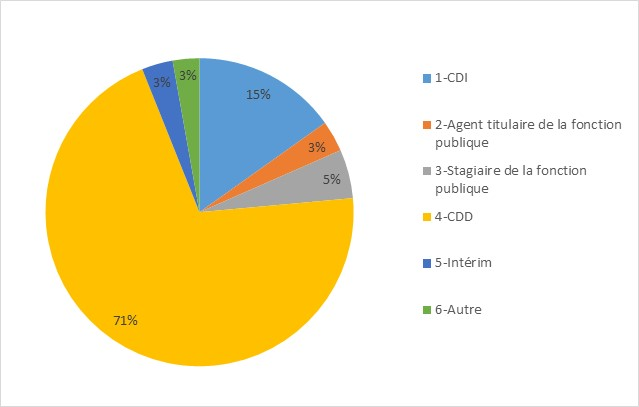 3%
3%
15%
3%
5%
71%
1-CDI
2-Agent titulaire de la fonction
publique
3-Stagiaire de la fonction
publique
4-CDD
5-Intérim
6-Autre